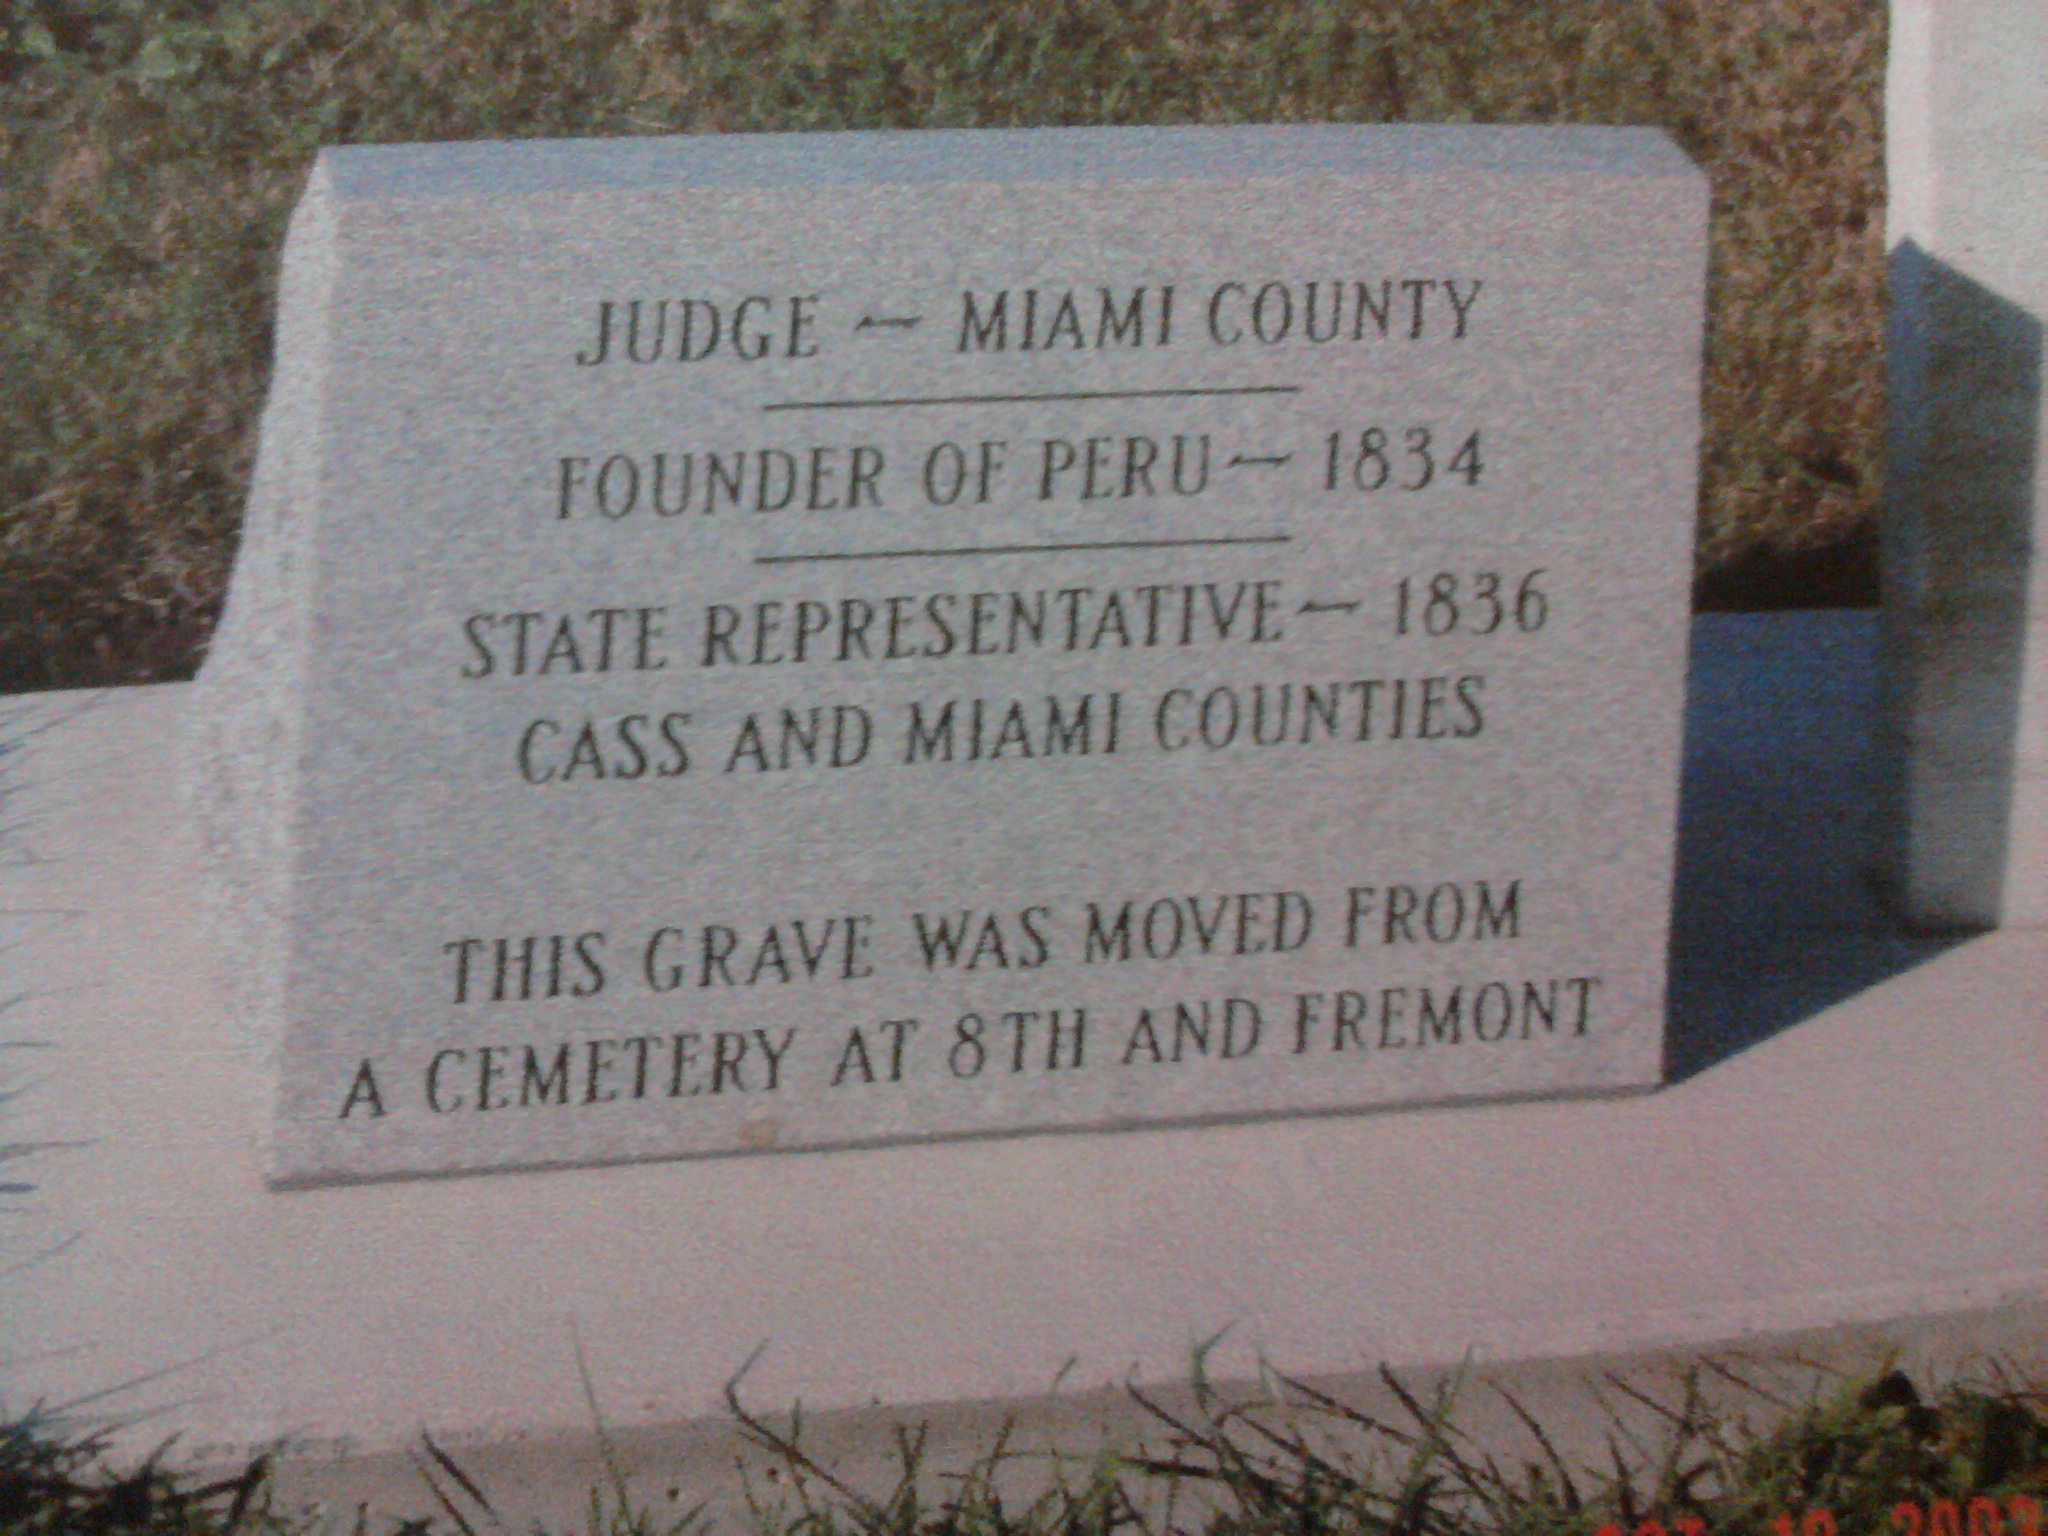 JUDGE ~ MIAMI COUNTY
FOUNDER OF PERU ~ 1834
STATE REPRESENTATIVE ~ 1836
CASS AND MIAMI COUNTIES
THIS GRAVE WAS MOVED FROM
A CEMETERY AT 8TH AND FREMONT